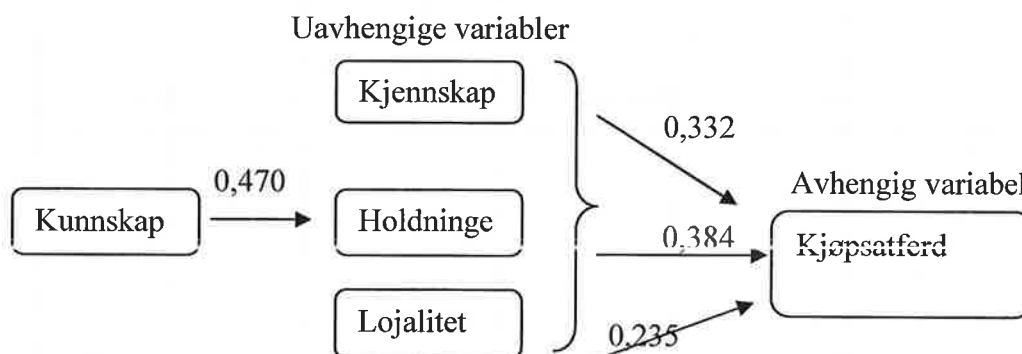 Uavhengige variabler
Kjennskap
0,332
0,470
Avhengig variabel
Kunnskap
Holdninge
0,384
Kjøpsatferd
Lojalitet
0,235